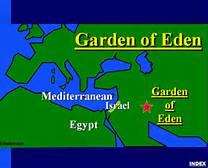 Garden of Eden
Mediterranean
Israel
Garden
of
Eden
Egypt
INDEX